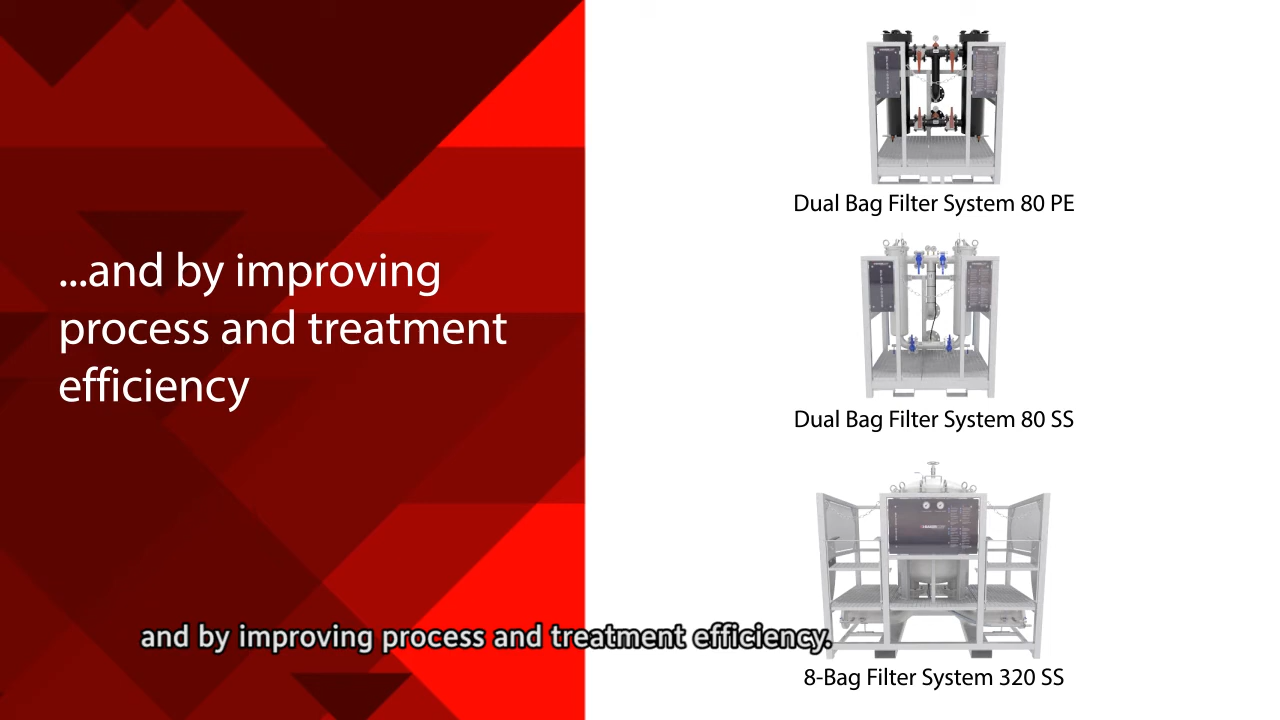 ...and by improving
process and treatment
efficiency
Dual Bag Filter System 80 PE
Dual Bag Filter System 80 SS
8-Bag Filter System 320 SS
and by improving process and treatment efficiency.